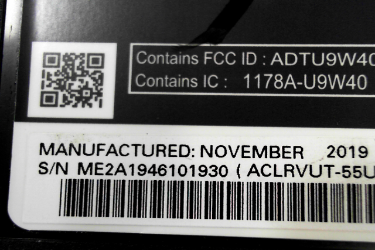 Contains FCC ID : ADTU9W40
Contains IC : 1178A-U9W40
MANUFACTURED: NOVEMBER 2019
S/N ME2A1946101930 ( ACLRVUT-55U